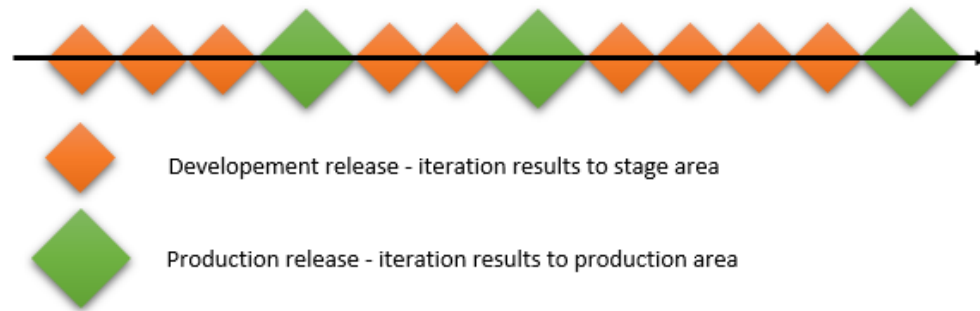 Developement release - iteration results to stage area
Production release - iteration results to production area